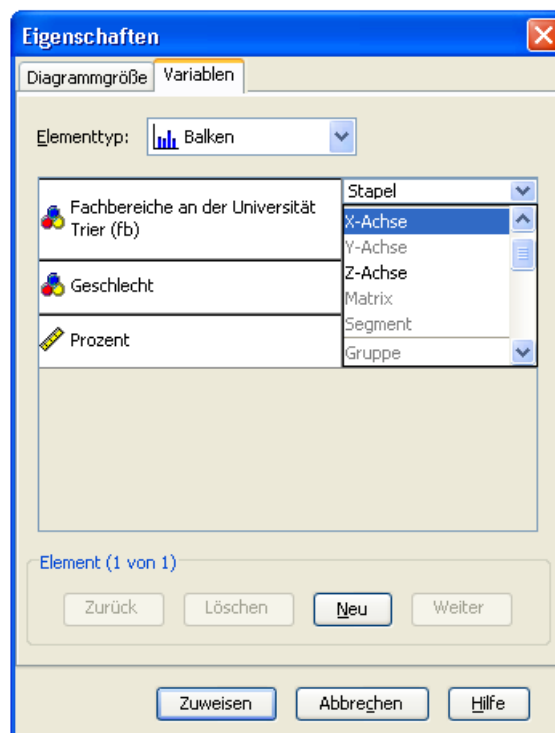 Eigenschaften
Diagrammgröße Variablen
Elementtyp: Balken
Fachbereiche an der Universität
Trier (fb)
Stapel
X-Achse
Y-Achse
Z-Achse
Matrix
Segment
Gruppe
Geschlecht
Prozent
Element (1 von 1)
Zurück Löschen Neu Weiter
Zuweisen Abbrechen Hilfe